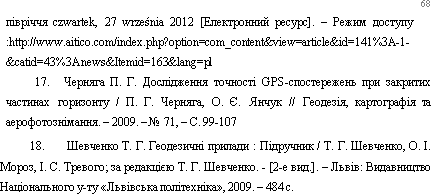 68
півріччя czwartek, 27 września 2012 [Електронний ресурс]. – Режим доступу
:http://www.aitico.com/index.php?option=com_content&view=article&id=141%3A-1-
&catid=43%3Anews&Itemid=163&lang=pl
17. Черняга П. Г. Дослідження точності GPS-спостережень при закритих
частинах горизонту / П. Г. Черняга, О. Є. Янчук // Геодезія, картографія та
аерофотознімання. – 2009. – № 71, – С. 99-107
18. Шевченко Т. Г. Геодезичні прилади : Підручник / Т. Г. Шевченко, О. І.
Мороз, І. С. Тревого; за редакцією Т. Г. Шевченко. - [2-е вид.]. – Львів: Видавництво
Національного у-ту «Львівська політехніка», 2009. – 484 с.